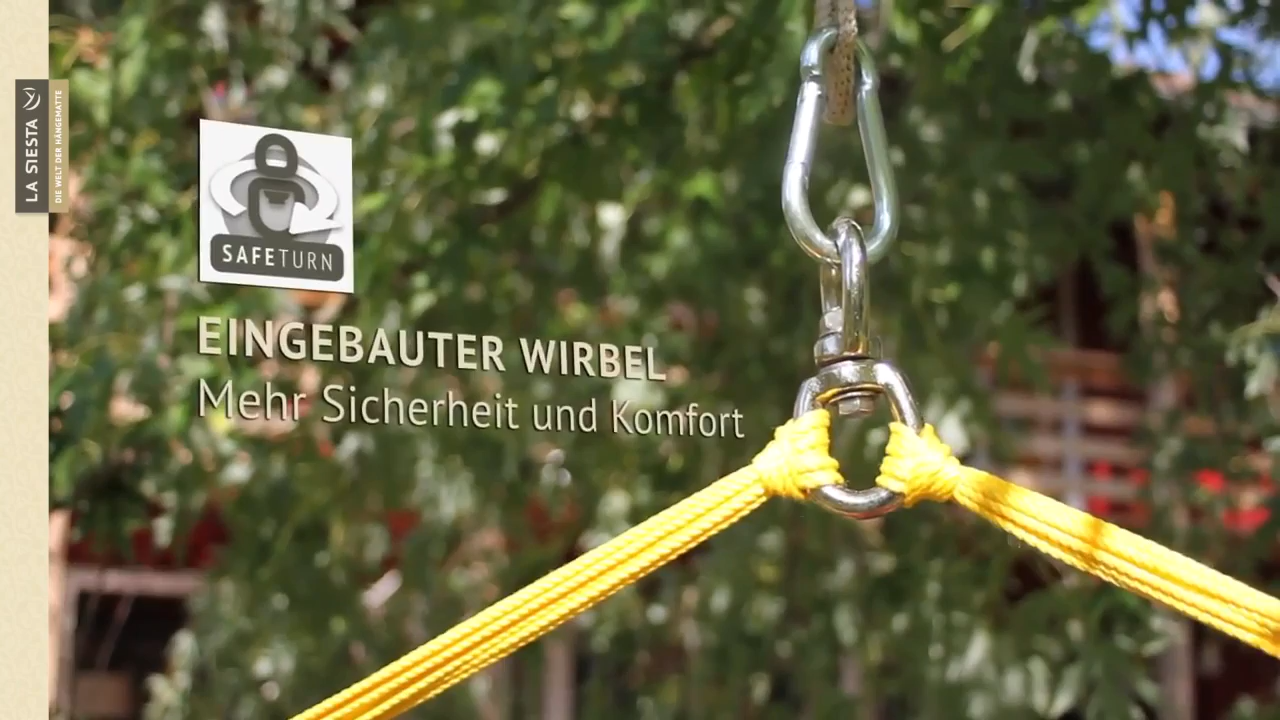 LA SIESTA
DIE WELT DER HÄNGEMATTE
SAFETURN
EINGEBAUTER WIRBEL
Mehr Sicherheit und Komfort